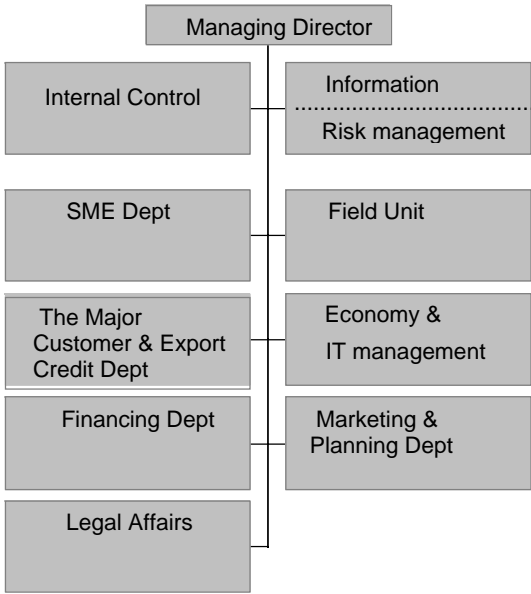 Managing Director
Internal Control
Information
Risk management
SME Dept
Field Unit
The Major
Customer & Export
Credit Dept
Economy &
IT management
Financing Dept
Marketing &
Planning Dept
Legal Affairs